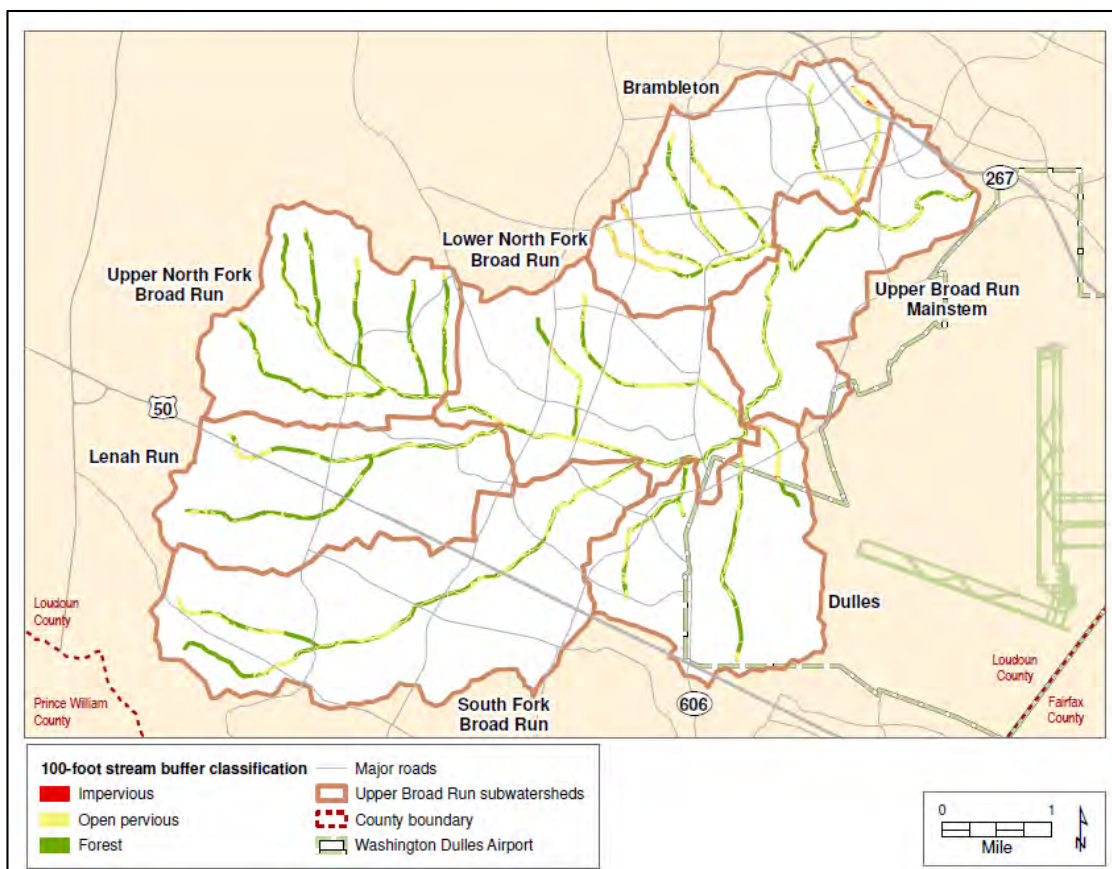 Brambleton
267
Lower North Fork
Broad Run
Upper North Fork
Broad Run
Upper Broad Run
Mainstem
50
Lenah Run
Dulles
Loudoun
County
Prince William
County
South Fork
Broad Run
606
Loudoun
County
Fairfax
County
100-foot stream buffer classification
Impervious
Open pervious
Forest
Major roads
Upper Broad Run subwatersheds
County boundary
Washington Dulles Airport
0 1
Mile
N